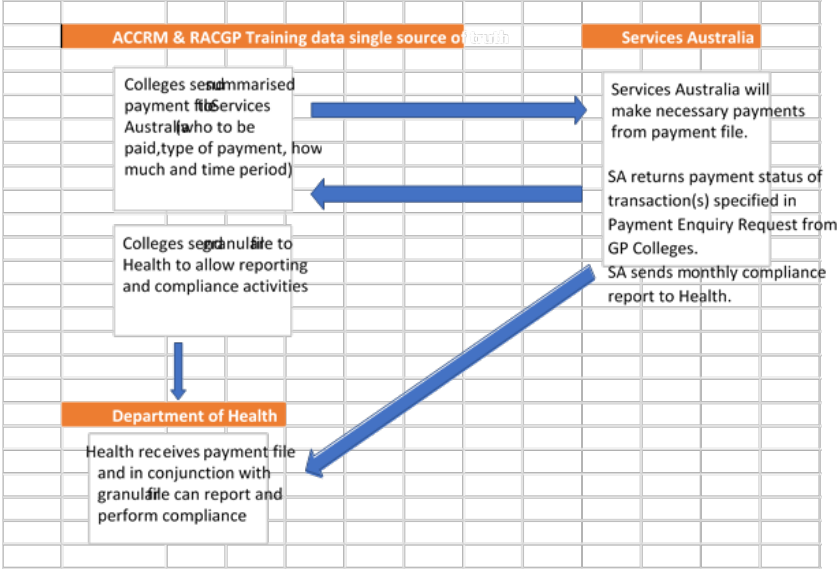 ACCRM & RACGP Training data single source of truth
Services Australia
Colleges send summarised
payment file to Services
Australia (who to be
paid,type of payment, how
much and time period)
Services Australia will
make necessary payments
from payment file.
SA returns payment status of
transaction(s) specified in
Payment Enquiry Request from
GP Colleges.
SA sends monthly compliance
report to Health.
Colleges send granular file to
Health to allow reporting
and compliance activities
Department of Health
Health receives payment file
and in conjunction with
granular file can report and
perform compliance